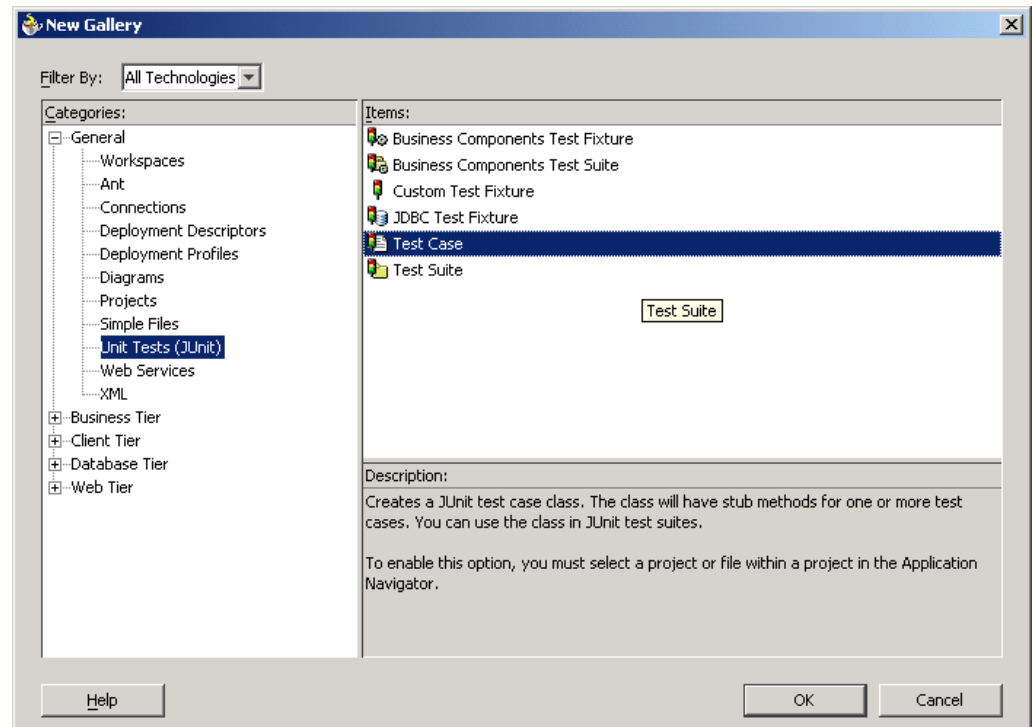 New Gallery
Filter By: All Technologies
Categories:
General
Workspaces
Ant
Connections
Deployment Descriptors
Deployment Profiles
Diagrams
Projects
Simple Files
Unit Tests (JUnit)
Web Services
XML
Business Tier
Client Tier
Database Tier
Web Tier
Items:
Business Components Test Fixture
Business Components Test Suite
Custom Test Fixture
JDBC Test Fixture
Test Case
Test Suite
Test Suite
Description:
Creates a JUnit test case class. The class will have stub methods for one or more test
cases. You can use the class in JUnit test suites.
To enable this option, you must select a project or file within a project in the Application
Navigator.
Help
OK
Cancel